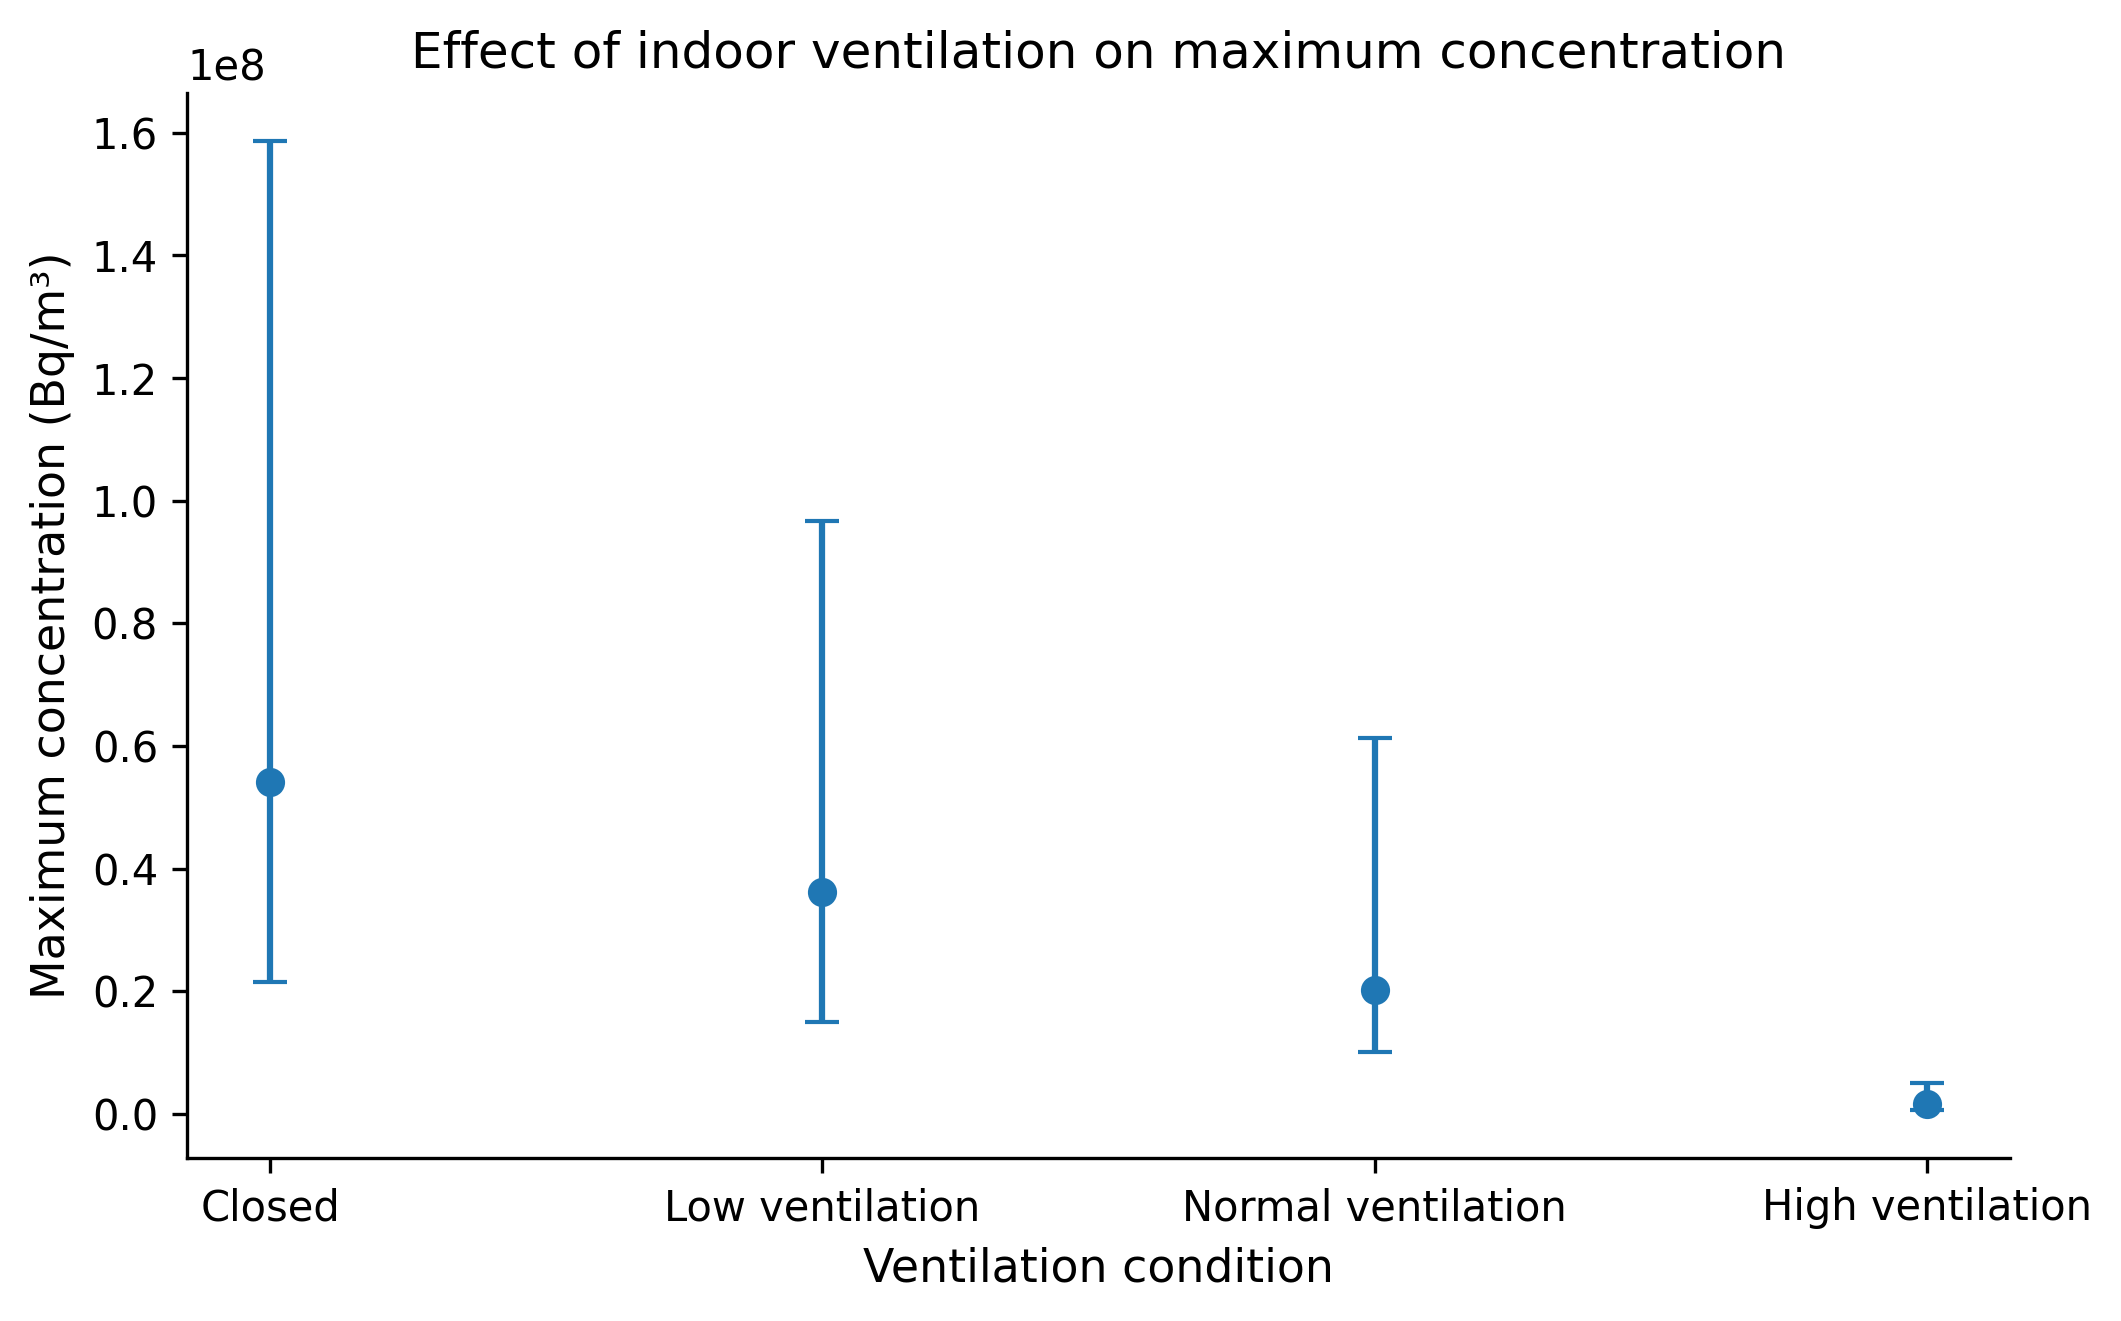 Effect of indoor ventilation on maximum concentration
1e8
1.6
1.4
1.2
1.0
0.8
0.6
0.4
0.2
0.0
Maximum concentration (Bq/m³)
Closed
Low ventilation
Normal ventilation
High ventilation
Ventilation condition